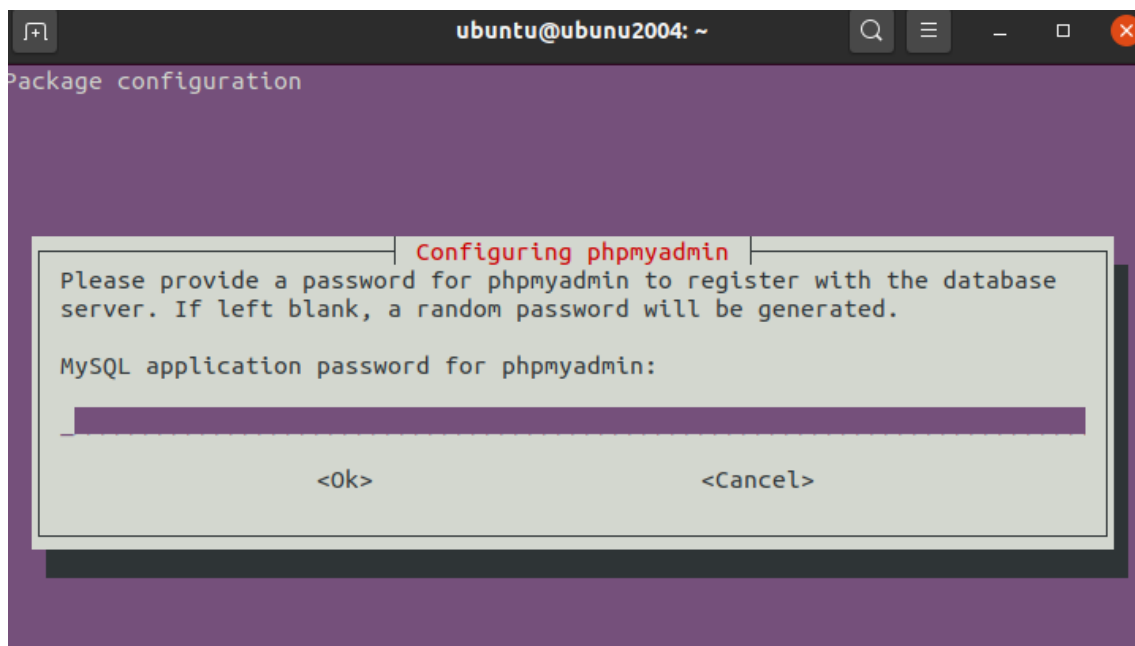 ubuntu@ubunu2004: ~
Package configuration
Configuring phpmyadmin
Please provide a password for phpmyadmin to register with the database
server. If left blank, a random password will be generated.
MySQL application password for phpmyadmin:
<Ok> <Cancel>